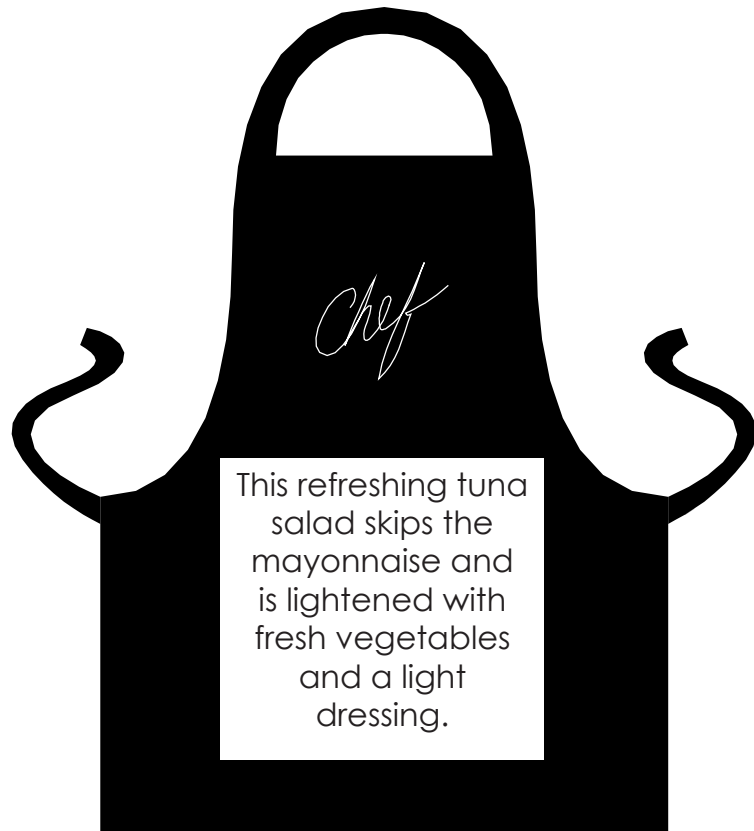 Chef
This refreshing tuna
salad skips the
mayonnaise and
is lightened with
fresh vegetables
and a light
dressing.